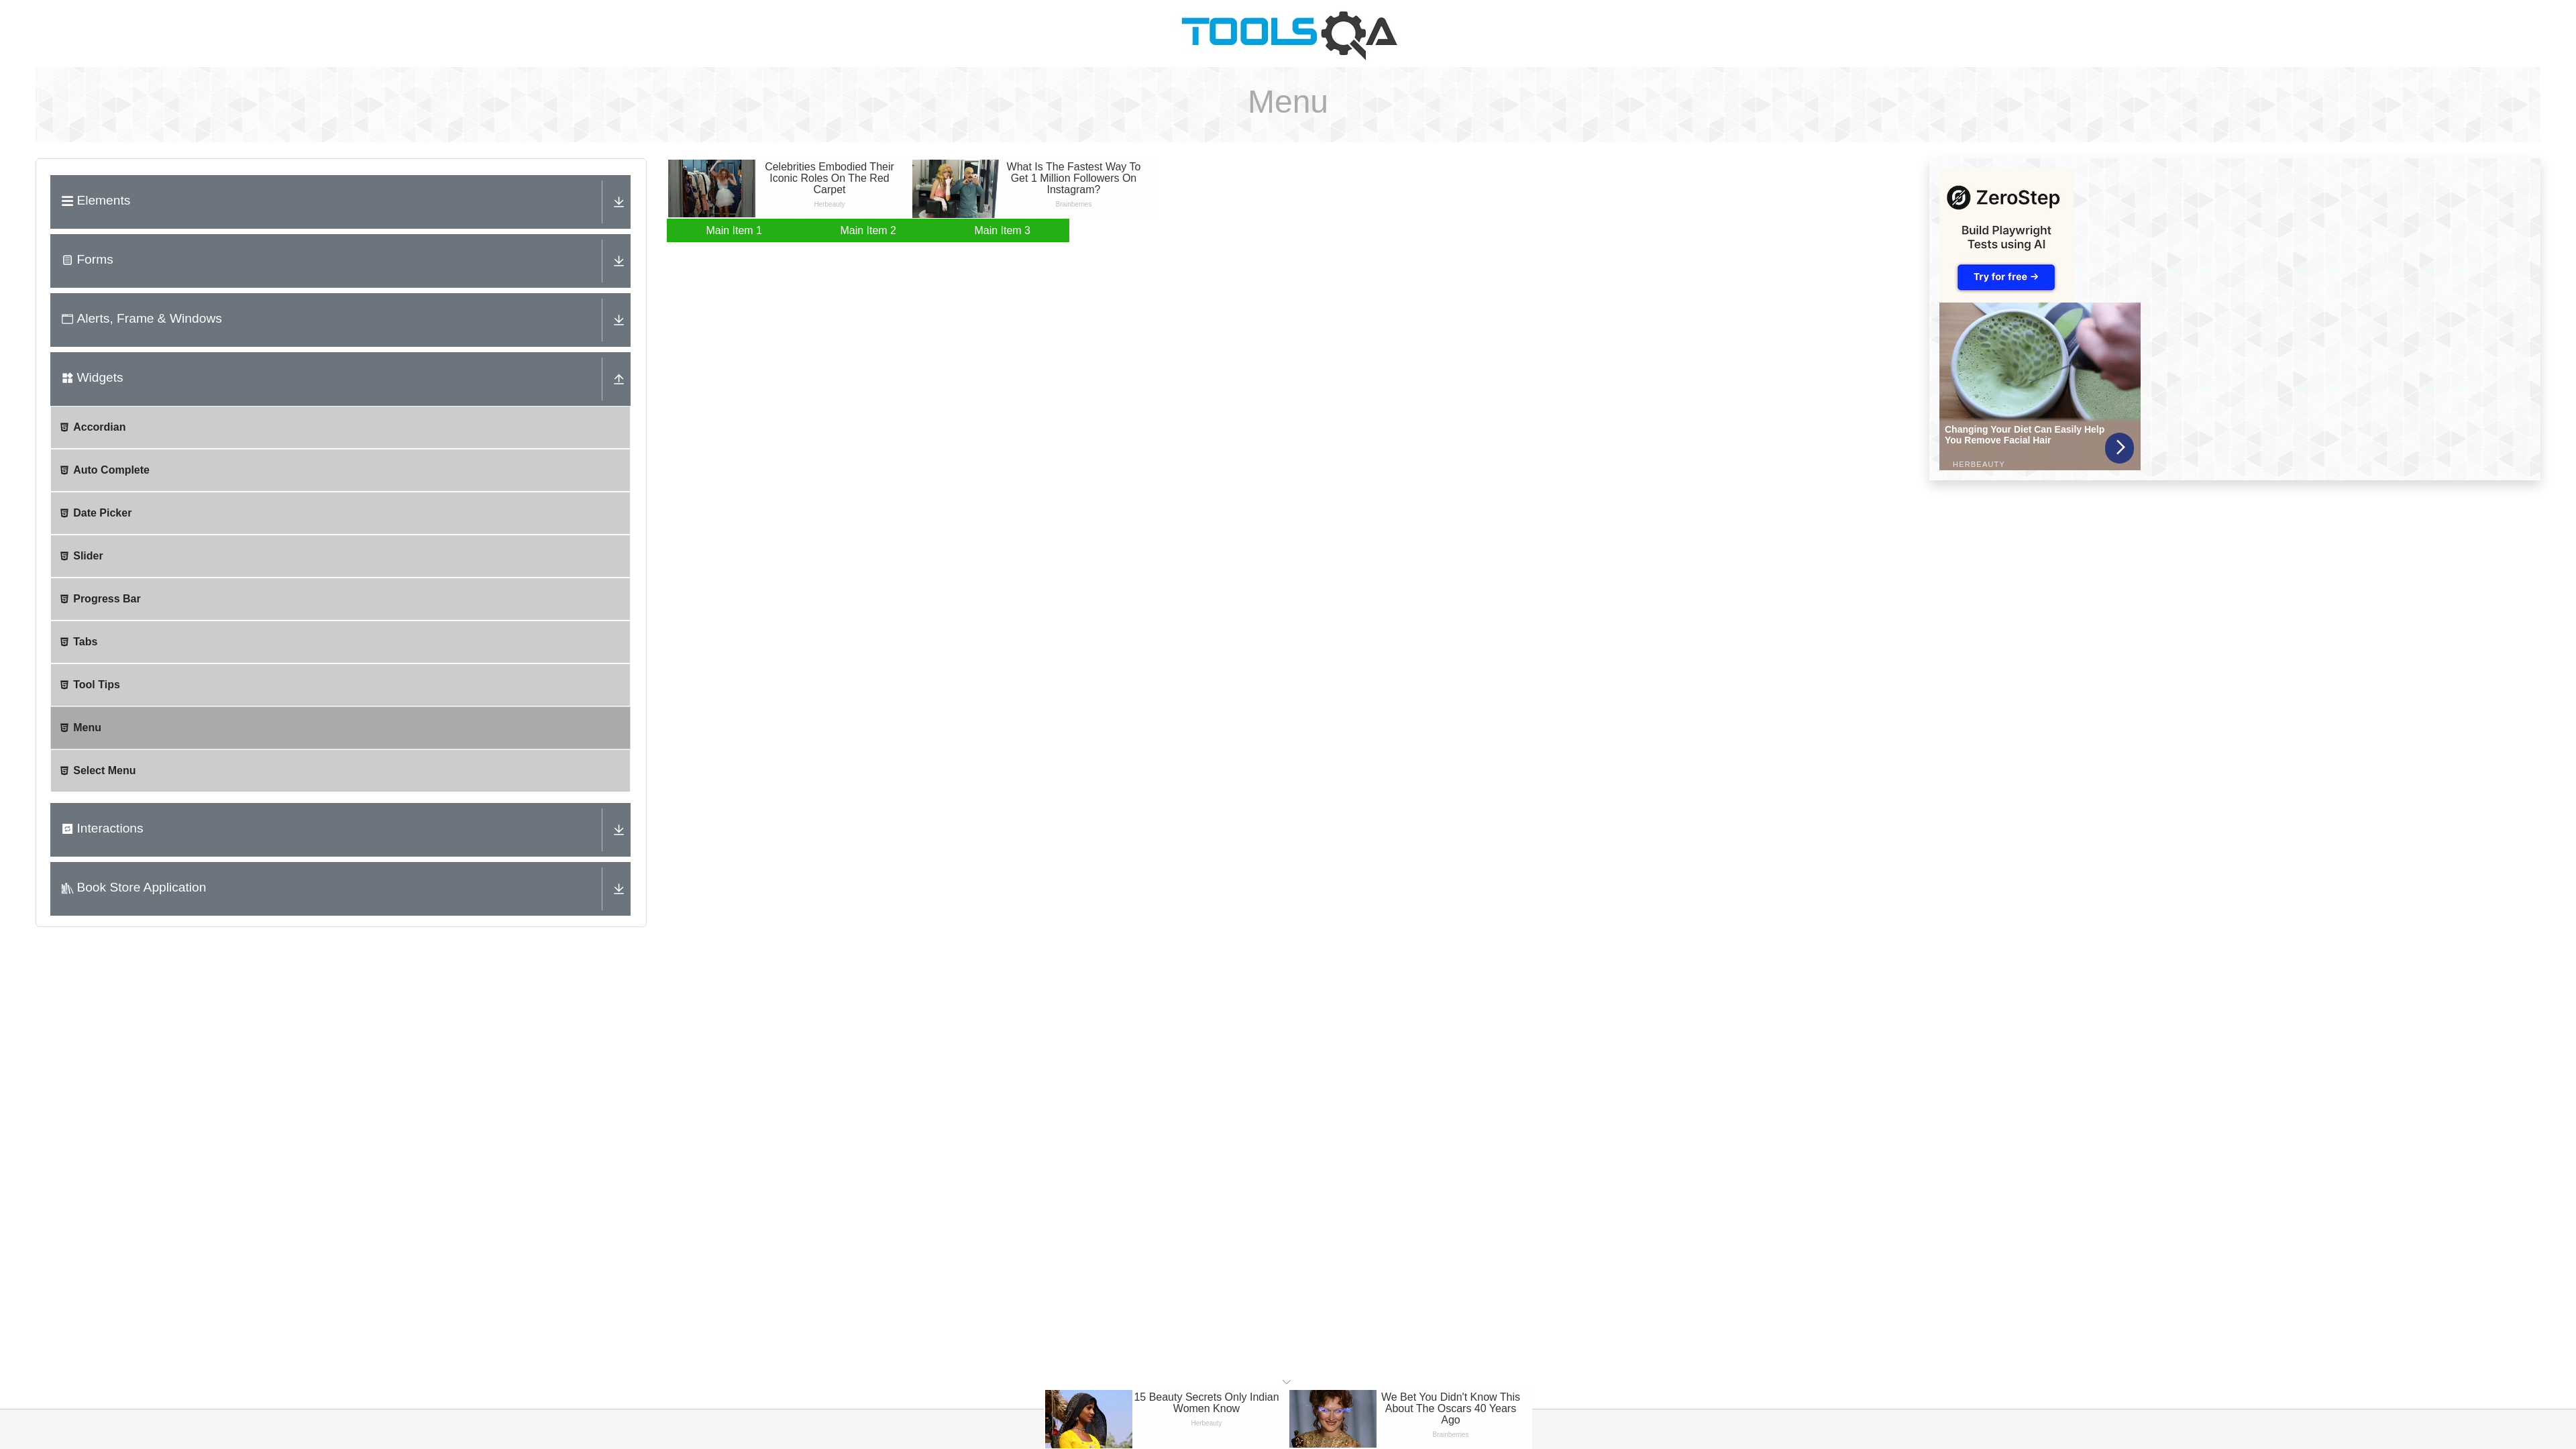 TOOLSQA
Menu
Elements
Forms
Alerts, Frame & Windows
Widgets
Accordian
Auto Complete
Date Picker
Slider
Progress Bar
Tabs
Tool Tips
Menu
Select Menu
Interactions
Book Store Application
Celebrities Embodied Their
Iconic Roles On The Red
Carpet
Herbeauty
What Is The Fastest Way To
Get 1 Million Followers On
Instagram?
Brainberries
Main Item 1
Main Item 2
Main Item 3
ZeroStep
Build Playwright
Tests using AI
Try for free →
Changing Your Diet Can Easily Help
You Remove Facial Hair
HERBEAUTY
15 Beauty Secrets Only Indian
Women Know
Herbeauty
We Bet You Didn't Know This
About The Oscars 40 Years
Ago
Brainberries